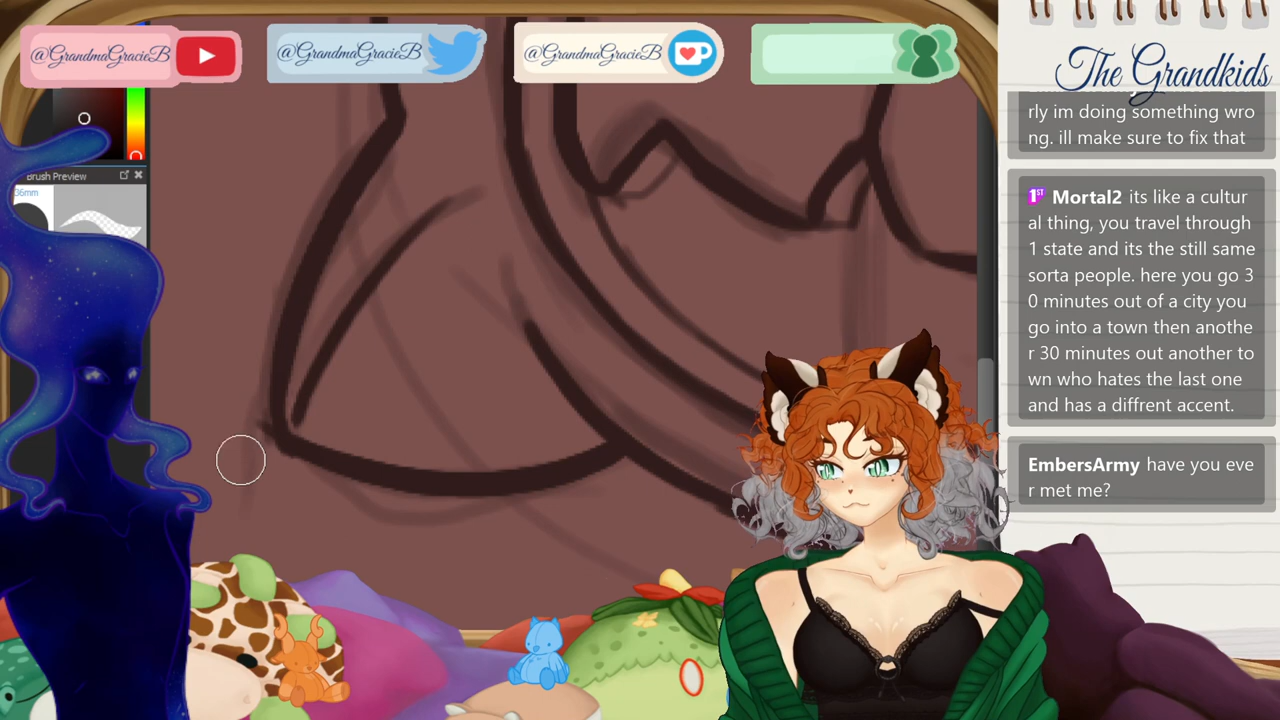 @GrandmaGracieB
@GrandmaGracieB
@GrandmaGracieB
The Grandkids
rly im doing something wro
ng. ill make sure to fix that
Brush Preview
36mm
1ST Mortal2 its like a cultur
al thing, you travel through
1 state and its the still same
sorta people. here you go 3
0 minutes out of a city you
go into a town then anothe
r 30 minutes out another to
wn who hates the last one
and has a diffrent accent.
EmbersArmy have you eve
r met me?